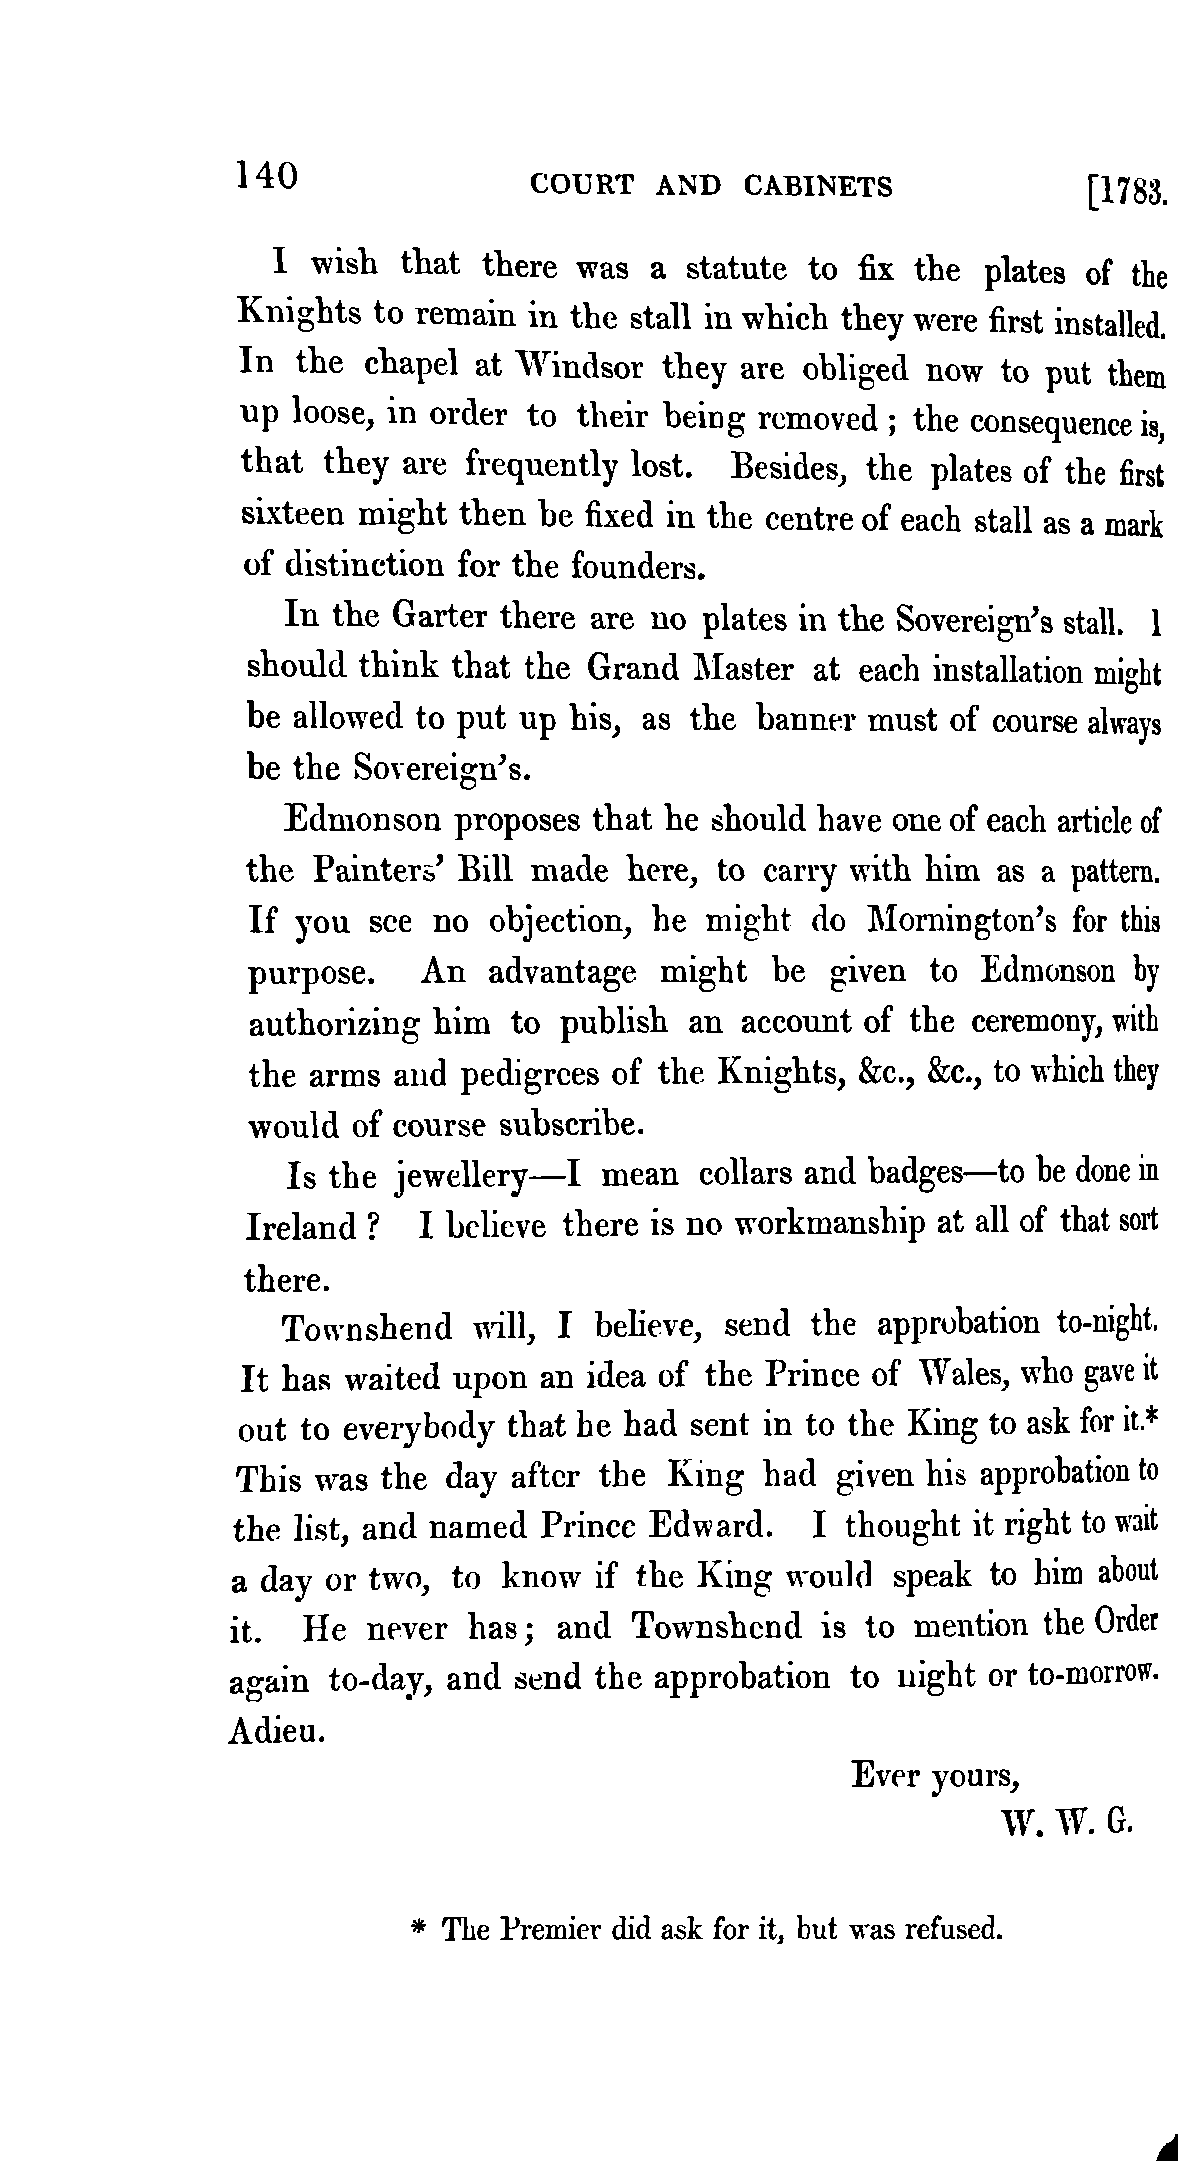 140 COURT AND CABINETS [1783.
I wish that there was a statute to fix the plates of the
Knights to remain in the stall in which they were first installed.
In the chapel at Windsor they are obliged now to put them
up loose, in order to their being removed ; the consequence is,
that they are frequently lost. Besides, the plates of the first
sixteen might then be fixed in the centre of each stall as a mark
of distinction for the founders.
In the Garter there are no plates in the Sovereign's stall. I
should think that the Grand Master at each installation might
be allowed to put up his, as the banner must of course always
be the Sovereign's.
Edmonson proposes that he should have one of each article of
the Painters' Bill made here, to carry with him as a pattern.
If you see no objection, he might do Mornington's for this
purpose. An advantage might be given to Edmonson by
authorizing him to publish an account of the ceremony, with
the arms and pedigrees of the Knights, &c., &c., to which they
would of course subscribe.
Is the jewellery—I mean collars and badges—to be done in
Ireland ? I believe there is no workmanship at all of that sort
there.
Townshend will, I believe, send the approbation to-night.
It has waited upon an idea of the Prince of Wales, who gave it
out to everybody that he had sent in to the King to ask for it.*
This was the day after the King had given his approbation to
the list, and named Prince Edward. I thought it right to wait
a day or two, to know if the King would speak to him about
it. He never has; and Townshend is to mention the Order
again to-day, and send the approbation to night or to-morrow.
Adieu.
Ever yours,
W. W. G.
* The Premier did ask for it, but was refused.